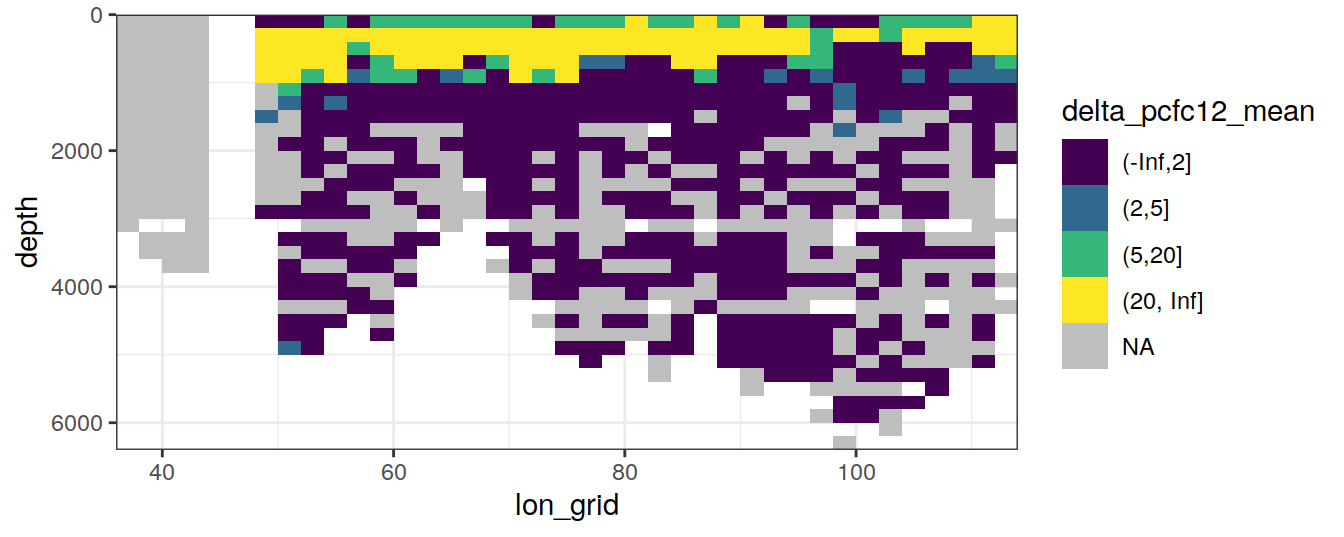 0
2000
4000
6000
depth
40
60
80
100
lon_grid
delta_pcfc12_mean
(-Inf,2]
(2,5]
(5,20]
(20, Inf]
NA